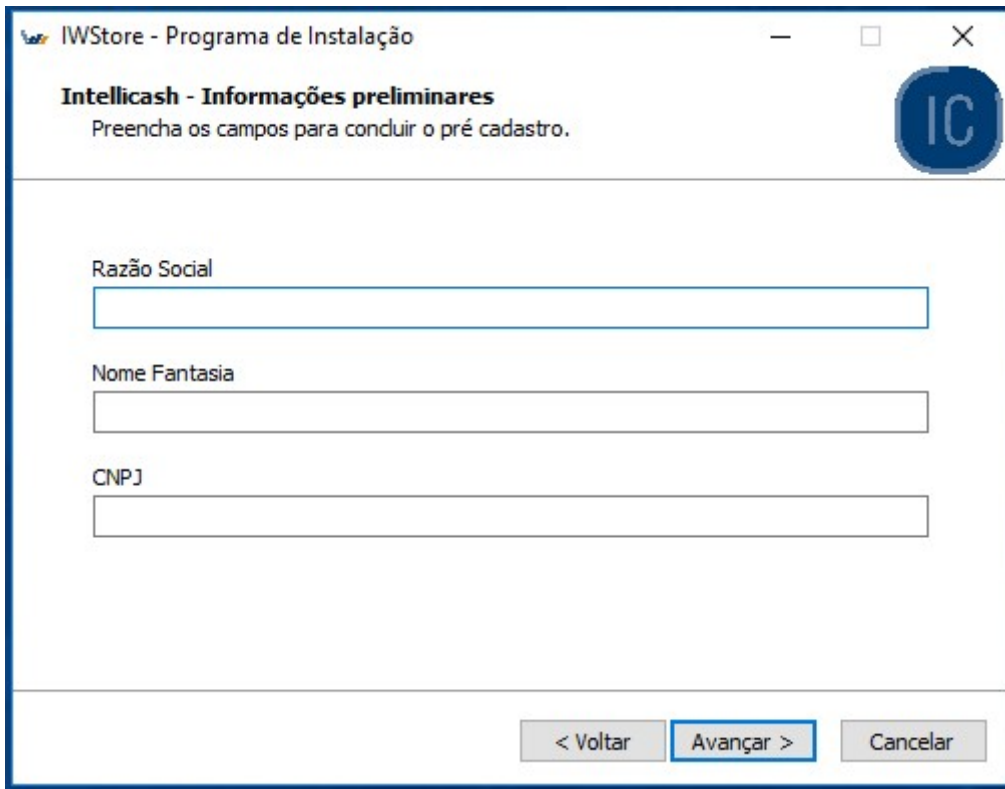 IWStore - Programa de Instalação
Intellicash - Informações preliminares
Preencha os campos para concluir o pré cadastro.
IC
Razão Social
Nome Fantasia
CNPJ
< Voltar
Avançar >
Cancelar